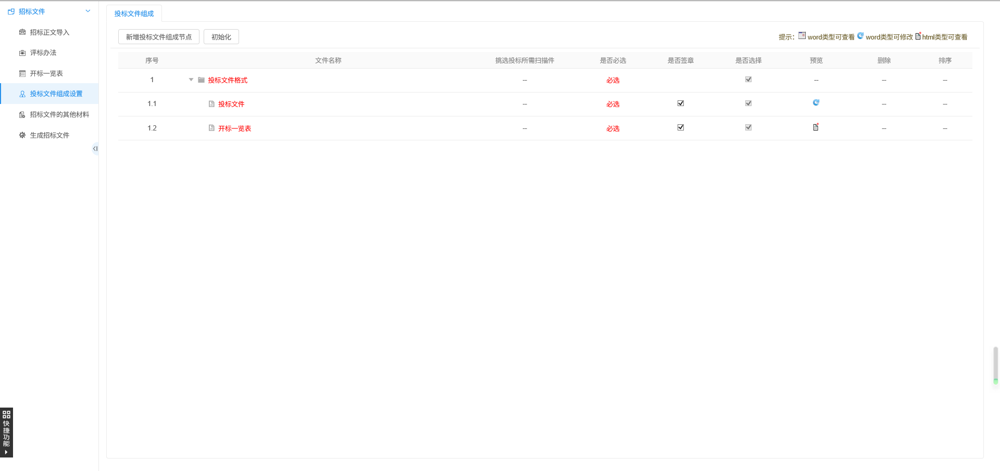 招标文件
招标正文导入
评标办法
开标一览表
投标文件组成设置
招标文件的其他材料
生成招标文件
快捷功能
投标文件组成
新增投标文件组成节点 初始化
提示： word类型可查看 word类型可修改 html类型可查看
序号 文件名称 挑选投标所需扫描件 是否必选 是否签章 是否选择 预览 删除 排序
1 投标文件格式 -- 必选 -- -- --
1.1 投标文件 -- 必选 -- --
1.2 开标一览表 -- 必选 -- --